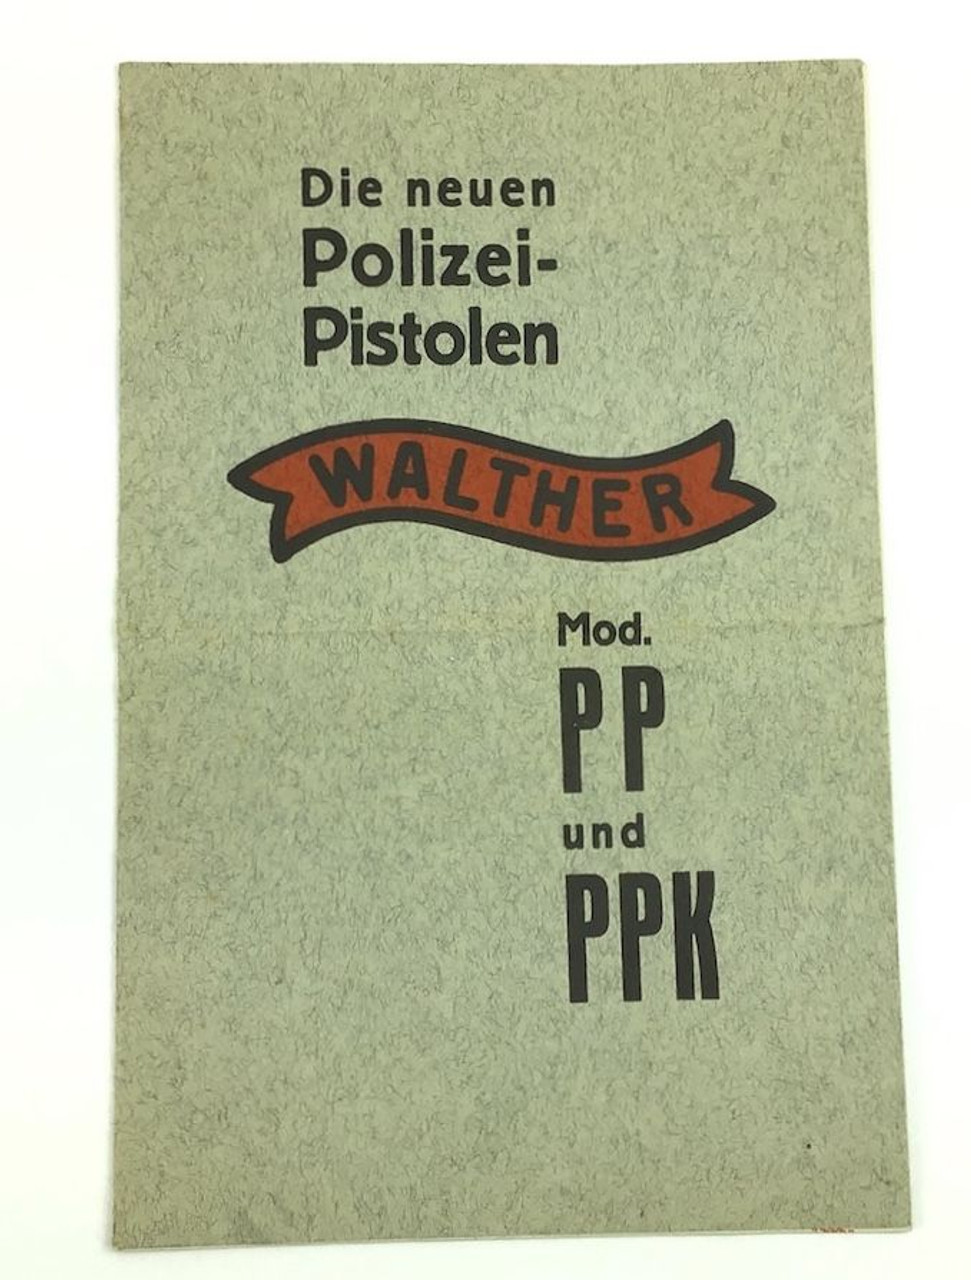 Die neuen
Polizei-
Pistolen
WALTHER
Mod.
PP
und
PPK